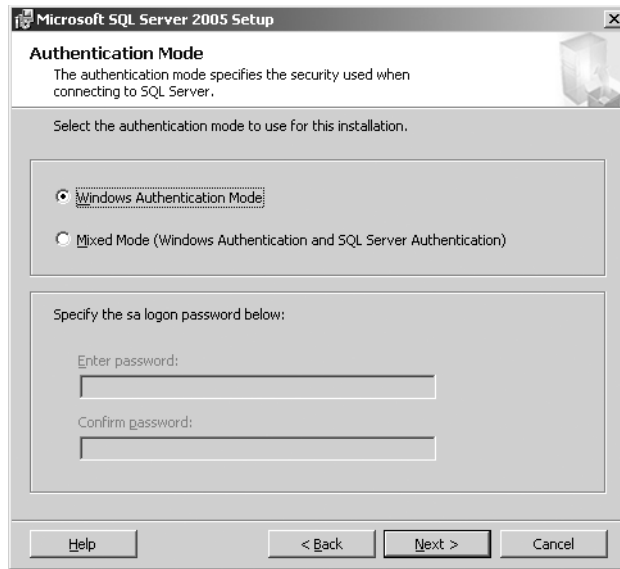 Microsoft SQL Server 2005 Setup
Authentication Mode
The authentication mode specifies the security used when
connecting to SQL Server.
Select the authentication mode to use for this installation.
Windows Authentication Mode
Mixed Mode (Windows Authentication and SQL Server Authentication)
Specify the sa logon password below:
Enter password:
Confirm password:
Help
< Back
Next >
Cancel